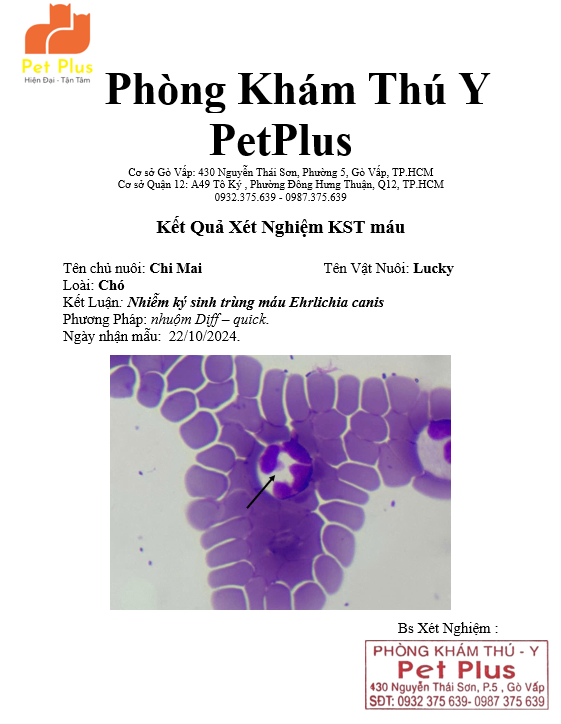 Pet Plus
Hiện Đại - Tận Tâm
Phòng Khám Thú Y
PetPlus
Cơ sở Gò Vấp: 430 Nguyễn Thái Sơn, Phường 5, Gò Vấp, TP.HCM
Cơ sở Quận 12: A49 Tô Ký , Phường Đông Hưng Thuận, Q12, TP.HCM
0932.375.639 - 0987.375.639
Kết Quả Xét Nghiệm KST máu
Tên chủ nuôi: Chi Mai Tên Vật Nuôi: Lucky
Loài: Chó
Kết Luận: Nhiễm ký sinh trùng máu Ehrlichia canis
Phương Pháp: nhuộm Diff – quick.
Ngày nhận mẫu: 22/10/2024.
Bs Xét Nghiệm :
PHÒNG KHÁM THÚ - Y
Pet Plus
430 Nguyễn Thái Sơn, P.5 , Gò Vấp
SĐT: 0932 375 639- 0987 375 639